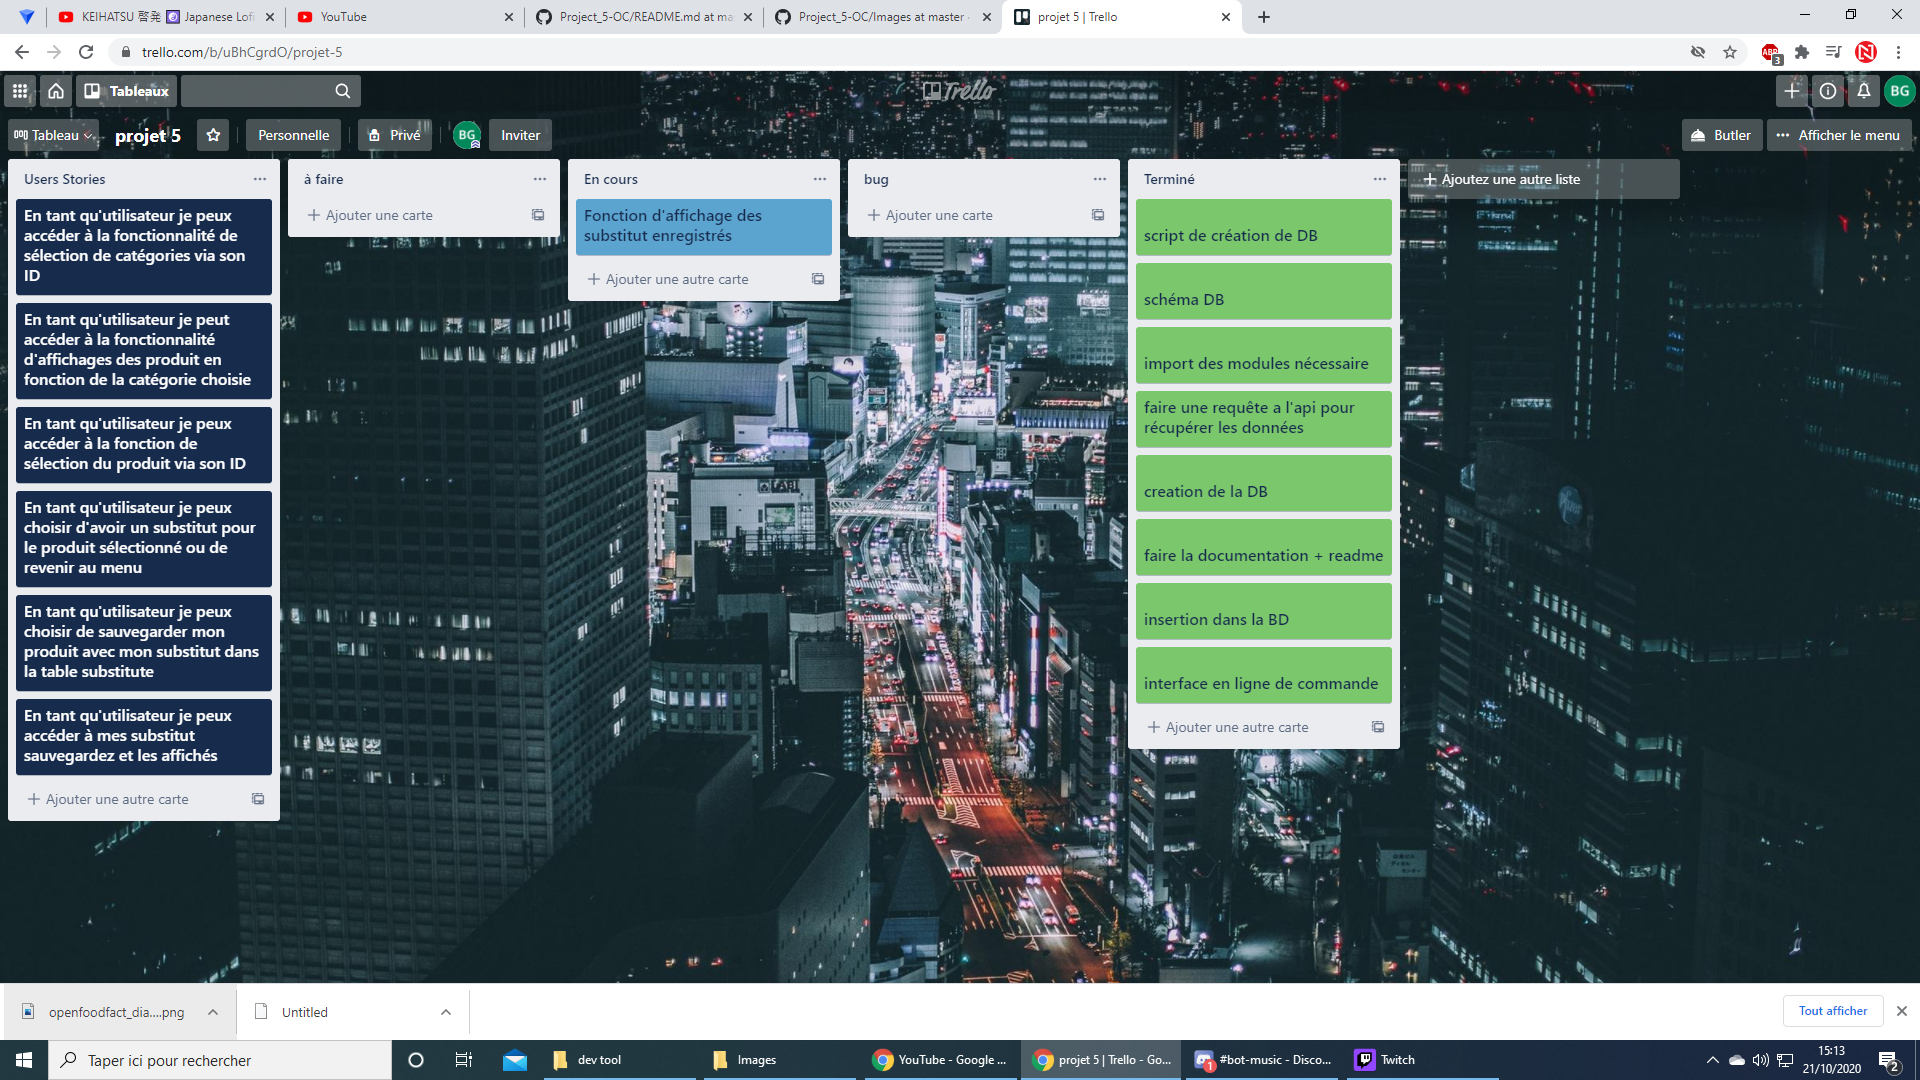 KEIHATSU 啓発 Japanese Lofi
YouTube
Project_5-OC/README.md at ma
Project_5-OC/Images at master
projet 5 | Trello
trello.com/b/uBhCgrdO/projet-5
ABP
3
Tableaux
Trello
BG
Tableau
projet 5
Personnelle
Privé
BG
Inviter
Butler
Afficher le menu
Users Stories
En tant qu'utilisateur je peux
accéder à la fonctionnalité de
sélection de catégories via son
ID
En tant qu'utilisateur je peut
accéder à la fonctionnalité
d'affichages des produit en
fonction de la catégorie choisie
En tant qu'utilisateur je peux
accéder à la fonction de
sélection du produit via son ID
En tant qu'utilisateur je peux
choisir d'avoir un substitut pour
le produit sélectionné ou de
revenir au menu
En tant qu'utilisateur je peux
choisir de sauvegarder mon
produit avec mon substitut dans
la table substitute
En tant qu'utilisateur je peux
accéder à mes substitut
sauvegardez et les affichés
Ajouter une autre carte
à faire
Ajouter une carte
En cours
Fonction d'affichage des
substitut enregistrés
Ajouter une autre carte
bug
Ajouter une carte
Terminé
script de création de DB
schéma DB
import des modules nécessaire
faire une requête a l'api pour
récupérer les données
creation de la DB
faire la documentation + readme
insertion dans la BD
interface en ligne de commande
Ajouter une autre carte
Ajoutez une autre liste
openfoodfact_dia....png
Untitled
Tout afficher
Taper ici pour rechercher
dev tool
Images
YouTube - Google ...
projet 5 | Trello - Go...
1
#bot-music - Disco...
Twitch
15:13
21/10/2020
2